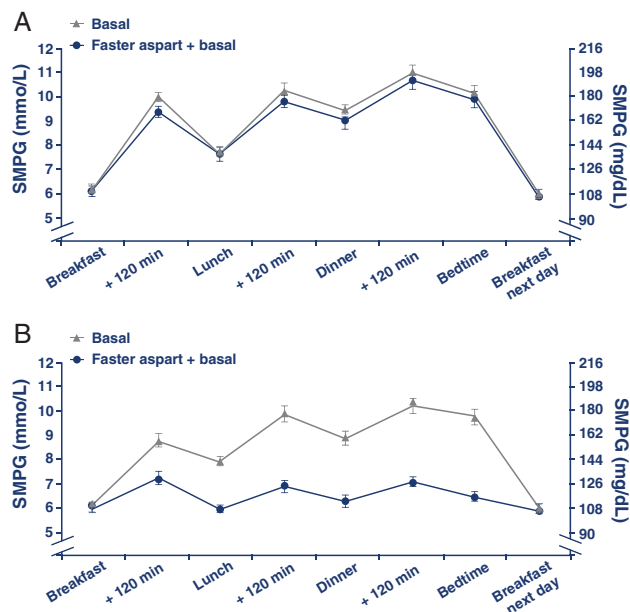 A
Basal
Faster aspart + basal
SMPG (mmo/L)
12
11
10
9
8
7
6
5
216
198
180
162
144
126
108
90
SMPG (mg/dL)
Breakfast
+ 120 min
Lunch
+ 120 min
Dinner
+ 120 min
Bedtime
Breakfast
next day
B
Basal
Faster aspart + basal
SMPG (mmo/L)
12
11
10
9
8
7
6
5
216
198
180
162
144
126
108
90
SMPG (mg/dL)
Breakfast
+ 120 min
Lunch
+ 120 min
Dinner
+ 120 min
Bedtime
Breakfast
next day